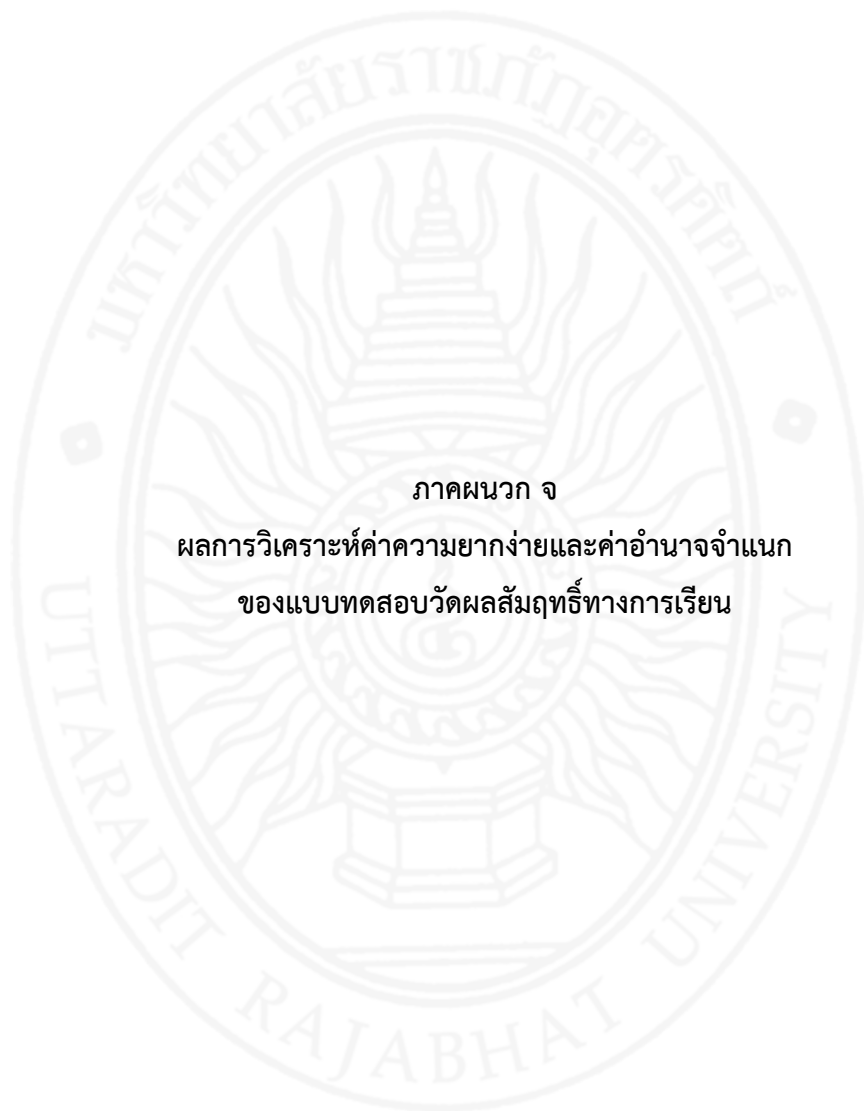 มหาวิทยาลัยราชภัฏอุตรดิตถ์
ภาคผนวก จ
ผลการวิเคราะห์ค่าความยากง่ายและค่าอำนาจจำแนก
ของแบบทดสอบวัดผลสัมฤทธิ์ทางการเรียน
UTTARADIT RAJABHAT UNIVERSITY